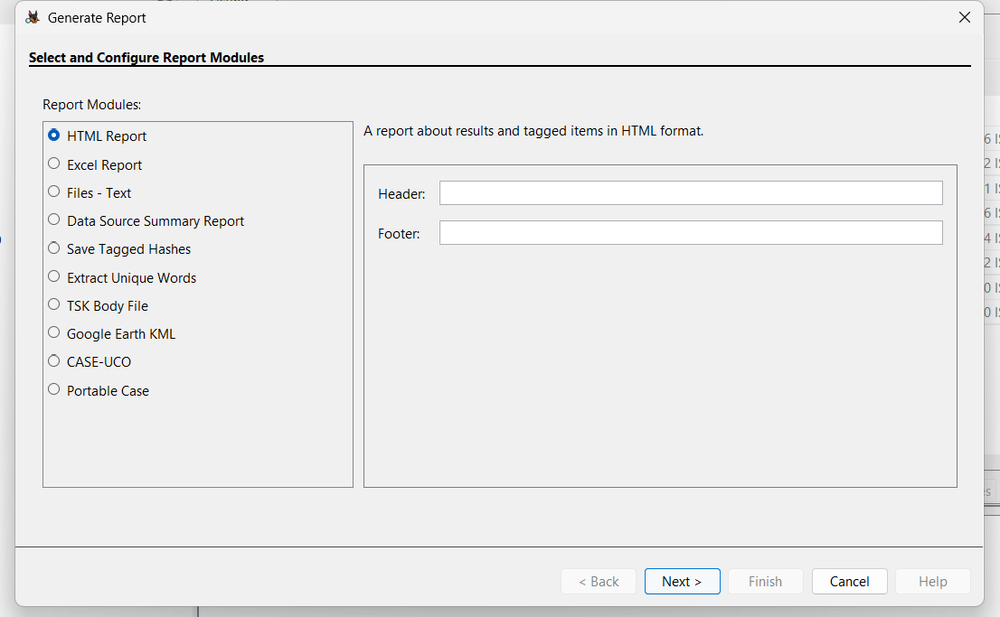 Generate Report
Select and Configure Report Modules
Report Modules:
HTML Report
Excel Report
Files - Text
Data Source Summary Report
Save Tagged Hashes
Extract Unique Words
TSK Body File
Google Earth KML
CASE-UCO
Portable Case
A report about results and tagged items in HTML format.
Header:
Footer:
< Back
Next >
Finish
Cancel
Help